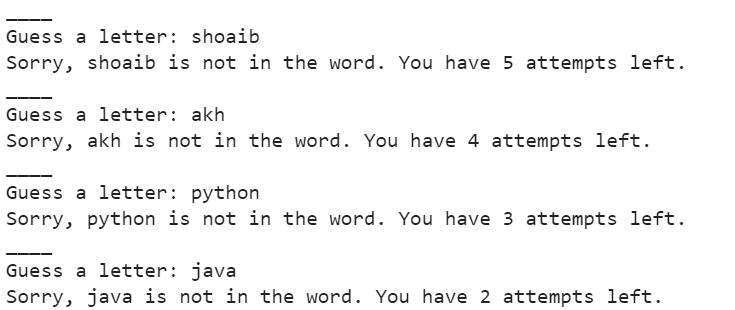 ____
Guess a letter: shoaib
Sorry, shoaib is not in the word. You have 5 attempts left.
____
Guess a letter: akh
Sorry, akh is not in the word. You have 4 attempts left.
____
Guess a letter: python
Sorry, python is not in the word. You have 3 attempts left.
____
Guess a letter: java
Sorry, java is not in the word. You have 2 attempts left.